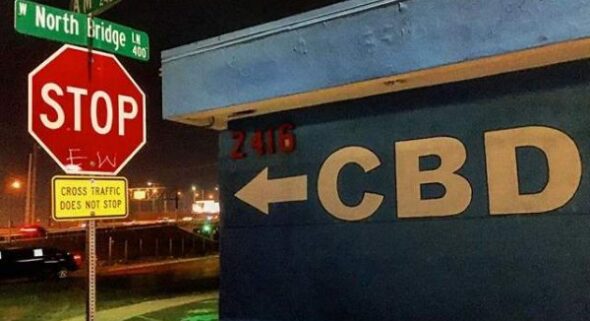 W North Bridge LN
400
STOP
E.W
CROSS TRAFFIC
DOES NOT STOP
2416
←CBD